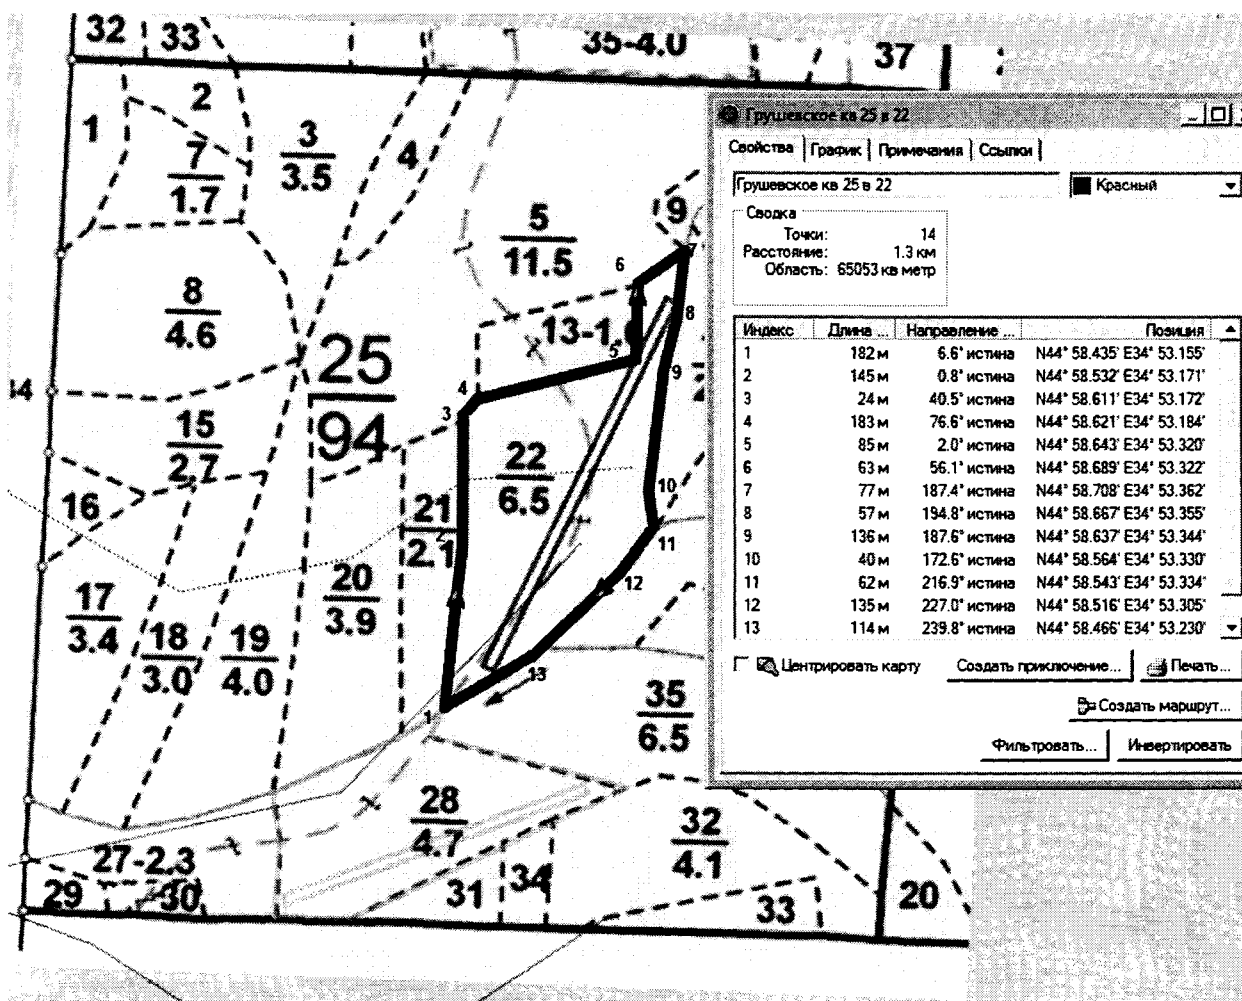 32 33 35-4.0 37
1 2 3 3.5 4
7 1.7
9
5 11.5
8 4.6
6 7
8
13-1,
5 9
25 94
4
3
15 2.7
22 6.5
16
21 2.1
2
10
11
12
20 3.9
17 3.4
18 3.0
19 4.0
13
1
35 6.5
28 4.7
32 4.1
27-2.3
29 30 31 34 33 20
Грушевское кв 25 в 22
Свойства График Примечания Ссылки
Грушевское кв 25 в 22 Красный
Сводка
Точки: 14
Расстояние: 1.3 км
Область: 65053 кв метр
Индекс Длина ... Направление ... Позиция
1 182 м 6.6° истина N44° 58.435' E34° 53.155'
2 145 м 0.8° истина N44° 58.532' E34° 53.171'
3 24 м 40.5° истина N44° 58.611' E34° 53.172'
4 183 м 76.6° истина N44° 58.621' E34° 53.184'
5 85 м 2.0° истина N44° 58.643' E34° 53.320'
6 63 м 56.1° истина N44° 58.689' E34° 53.322'
7 77 м 187.4° истина N44° 58.708' E34° 53.362'
8 57 м 194.8° истина N44° 58.667' E34° 53.355'
9 136 м 187.6° истина N44° 58.637' E34° 53.344'
10 40 м 172.6° истина N44° 58.564' E34° 53.330'
11 62 м 216.9° истина N44° 58.543' E34° 53.334'
12 135 м 227.0° истина N44° 58.516' E34° 53.305'
13 114 м 239.8° истина N44° 58.466' E34° 53.230'
Центрировать карту Создать приключение... Печать...
Создать маршрут...
Фильтровать... Инвертировать